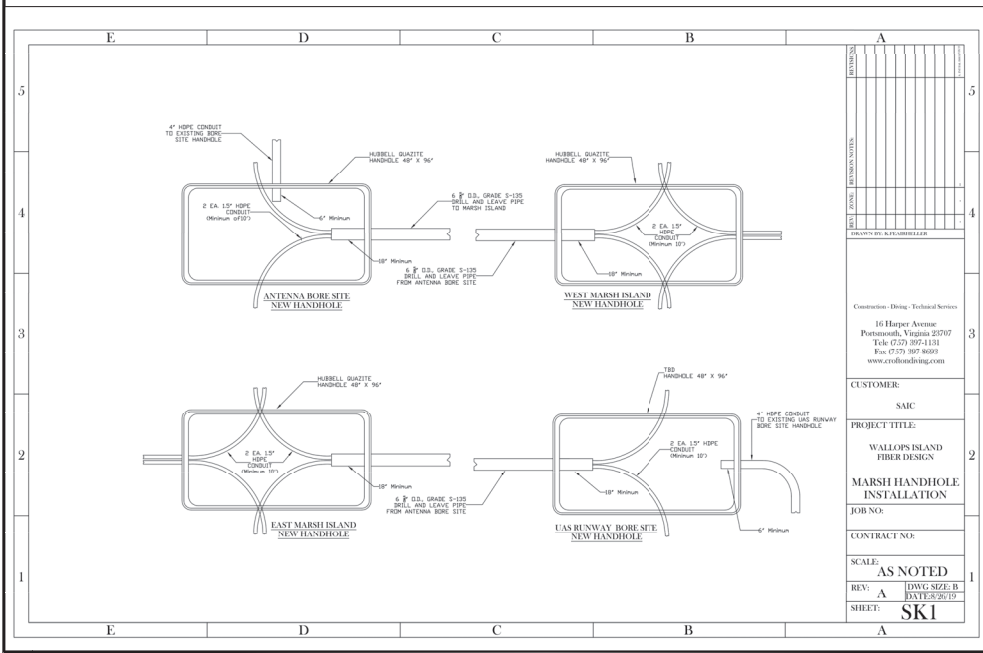 E D C B A
5
4
3
2
1
4" HDPE CONDUIT
TO EXISTING BORE
SITE HANDHOLE
HUBBELL QUAZITE
HANDHOLE 48" X 96"
2 EA. 1.5" HDPE
CONDUIT
(Minimum of10')
6" Minimum
18" Minimum
6 5/8" O.D., GRADE S-135
DRILL AND LEAVE PIPE
TO MARSH ISLAND
ANTENNA BORE SITE
NEW HANDHOLE
HUBBELL QUAZITE
HANDHOLE 48" X 96"
2 EA. 1.5"
HDPE
CONDUIT
(Minimum 10')
18" Minimum
DRILL AND LEAVE PIPE
FROM ANTENNA BORE SITE
WEST MARSH ISLAND
NEW HANDHOLE
HUBBELL QUAZITE
HANDHOLE 48" X 96"
2 EA. 1.5"
HDPE
CONDUIT
(Minimum 10')
18" Minimum
DRILL AND LEAVE PIPE
FROM ANTENNA BORE SITE
EAST MARSH ISLAND
NEW HANDHOLE
TBD
HANDHOLE 48" X 96"
2 EA. 1.5" HDPE
CONDUIT
(Minimum 10')
4" HDPE CONDUIT
TO EXISTING UAS RUNWAY
BORE SITE HANDHOLE
18" Minimum
6" Minimum
UAS RUNWAY BORE SITE
NEW HANDHOLE
REVISIONS
REVISION NOTES:
ZONE:
REV:
DRAWN BY: K.FEADHELLER
Construction - Diving - Technical Services
16 Harper Avenue
Portsmouth, Virginia 23707
Tele (757) 397-1131
Fax (757) 397-8693
www.croftondiving.com
CUSTOMER:
SAIC
PROJECT TITLE:
WALLOPS ISLAND
FIBER DESIGN
MARSH HANDHOLE
INSTALLATION
JOB NO:
CONTRACT NO:
SCALE:
AS NOTED
REV: A
DWG SIZE: B
DATE:8/26/19
SHEET: SK1
5
4
3
2
1
E D C B A